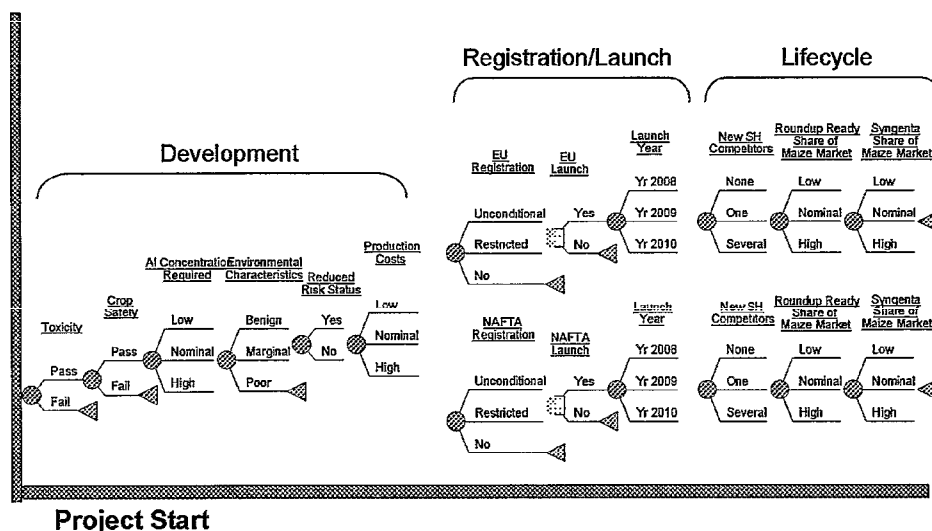 Registration/Launch
Lifecycle
Development
EU
Registration
EU
Launch
Launch
Year
New SH
Competitors
Roundup Ready
Share of
Maize Market
Syngenta
Share of
Maize Market
Unconditional
Restricted
No
Yes
No
Yr 2008
Yr 2009
Yr 2010
None
One
Several
Low
Nominal
High
Low
Nominal
High
Toxicity
Crop
Safety
AI Concentration
Required
Environmental
Characteristics
Reduced
Risk Status
Production
Costs
Pass
Fail
Pass
Fail
Low
Nominal
High
Benign
Marginal
Poor
Yes
No
Low
Nominal
High
NAFTA
Registration
NAFTA
Launch
Launch
Year
New SH
Competitors
Roundup Ready
Share of
Maize Market
Syngenta
Share of
Maize Market
Unconditional
Restricted
No
Yes
No
Yr 2008
Yr 2009
Yr 2010
None
One
Several
Low
Nominal
High
Low
Nominal
High
Project Start